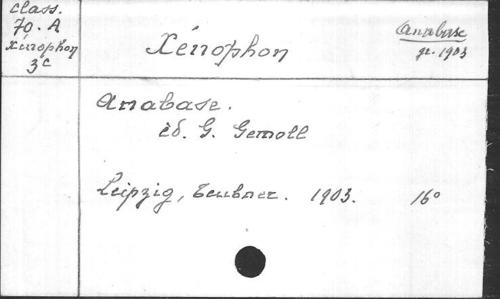 class.
70. A
Xénophon
3c
Xénophon
Anabase
gr. 1903
Anabase.
éd. G. Gemoll
Leipzig, Teubner. 1903. 16°